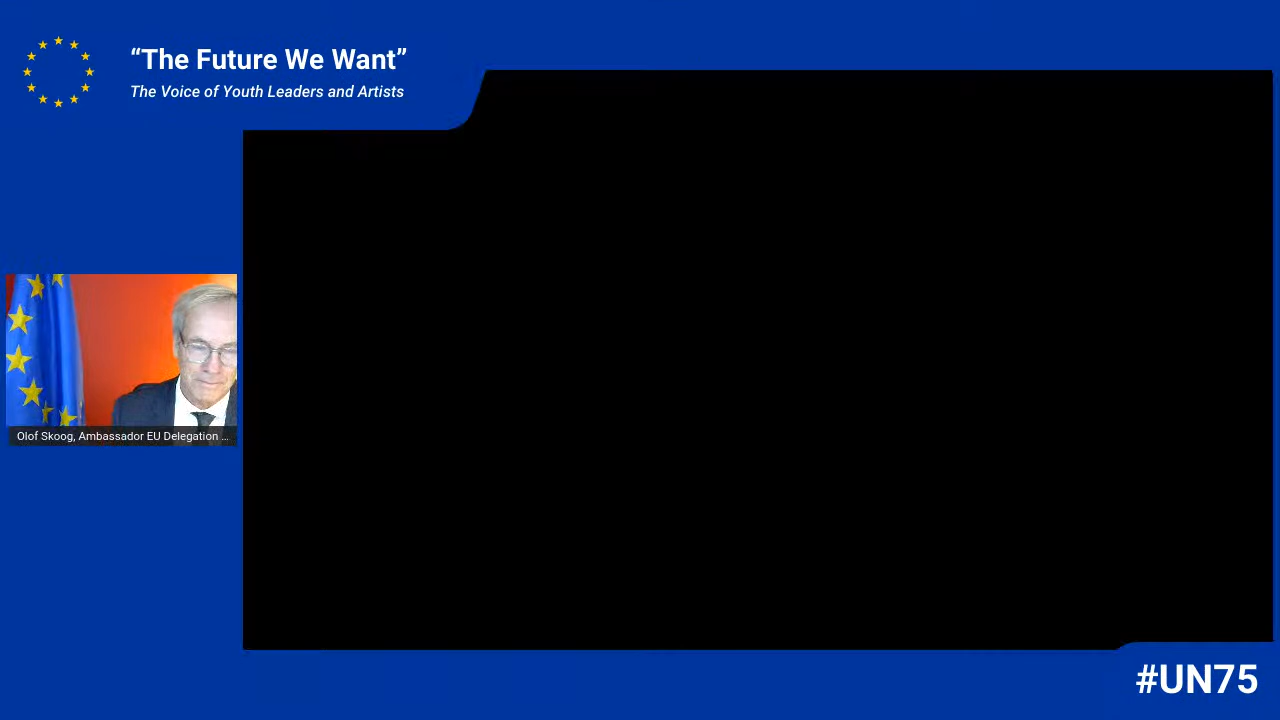 “The Future We Want”
The Voice of Youth Leaders and Artists
Olof Skoog, Ambassador EU Delegation ...
#UN75